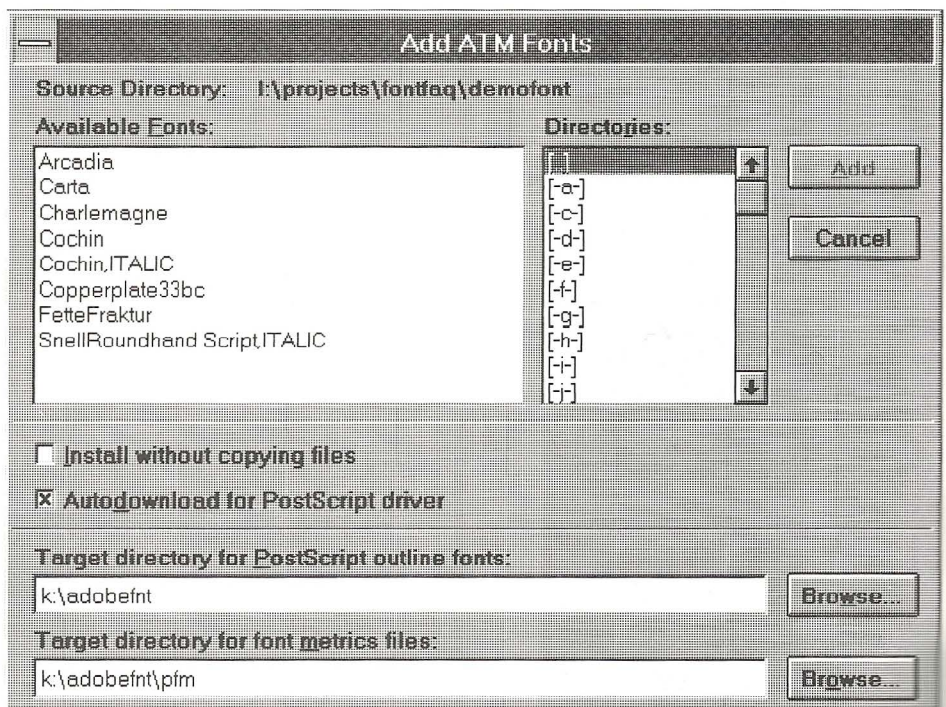 Add ATM Fonts
Source Directory: l:\projects\fontfaq\demofont
Available Fonts:
Arcadia
Carta
Charlemagne
Cochin
Cochin,ITALIC
Copperplate33bc
FetteFraktur
SnellRoundhand Script,ITALIC
Directories:
[..]
[-a-]
[-c-]
[-d-]
[-e-]
[-f-]
[-g-]
[-h-]
[-i-]
[-j-]
Add
Cancel
Install without copying files
Autodownload for PostScript driver
Target directory for PostScript outline fonts:
k:\adobefnt
Browse...
Target directory for font metrics files:
k:\adobefnt\pfm
Browse...